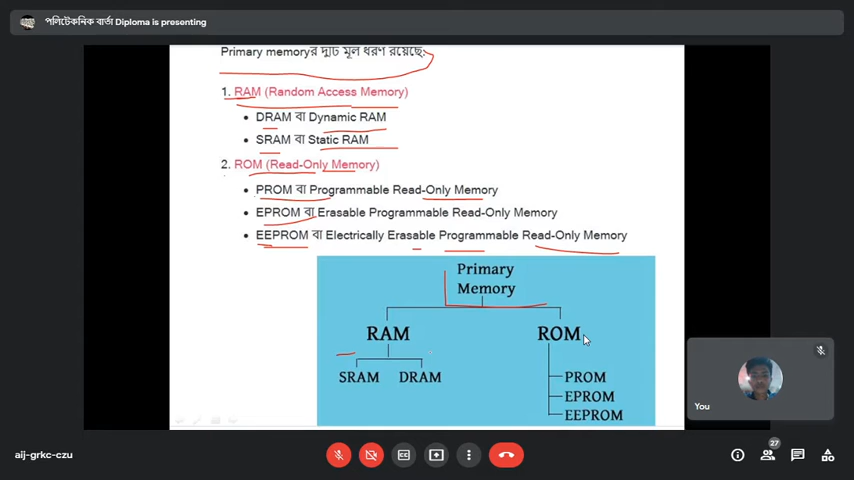 পলিটেকনিক বার্তা Diploma is presenting
Primary memoryর দুটি মূল ধরণ রয়েছে:
1. RAM (Random Access Memory)
• DRAM বা Dynamic RAM
• SRAM বা Static RAM
2. ROM (Read-Only Memory)
• PROM বা Programmable Read-Only Memory
• EPROM বা Erasable Programmable Read-Only Memory
• EEPROM বা Electrically Erasable Programmable Read-Only Memory
Primary
Memory
RAM
ROM
SRAM
DRAM
PROM
EPROM
EEPROM
You
aij-grkc-czu
27